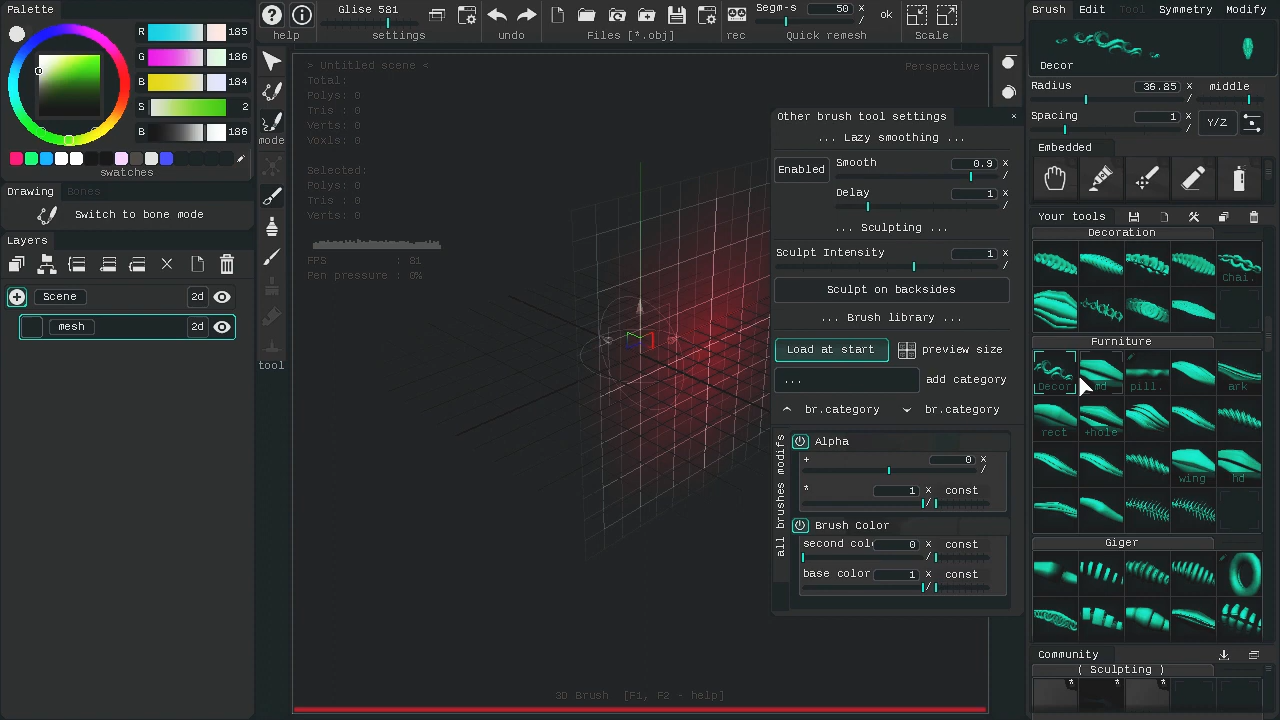 Palette
R 185
G 186
B 184
S 2
B 186
swatches
Drawing Bones
Switch to bone mode
Layers
Scene 2d
mesh 2d
help
Glise 581
settings
undo
Files [*.obj]
rec
Segm-s 50 x
/
ok
Quick remesh
Scale
mode
tool
> Untitled scene <
Total:
Polys: 0
Tris : 0
Verts: 0
Voxls: 0
Selected:
Polys: 0
Tris : 0
Verts: 0
FPS : 81
Pen pressure : 0%
Perspective
3D Brush [F1, F2 - help]
Other brush tool settings ×
... Lazy smoothing ...
Enabled
Smooth 0.9 x
/
Delay 1 x
/
... Sculpting ...
Sculpt Intensity 1 x
/
Sculpt on backsides
... Brush library ...
Load at start
preview size
...
add category
br.category
br.category
all brushes modifs
Alpha
+ 0 x
/
* 1 x const
/
Brush Color
second colo 0 x const
/
base color 1 x const
/
Brush Edit Tool Symmetry Modify
Decor
Radius 36.85 middle
/
Spacing 1 Y/Z
/
Embedded
Your tools
Decoration
Chai.
Furniture
Decor md pill. ark
rect +hole
wing hd
Giger
Community
( Sculpting )
* * *